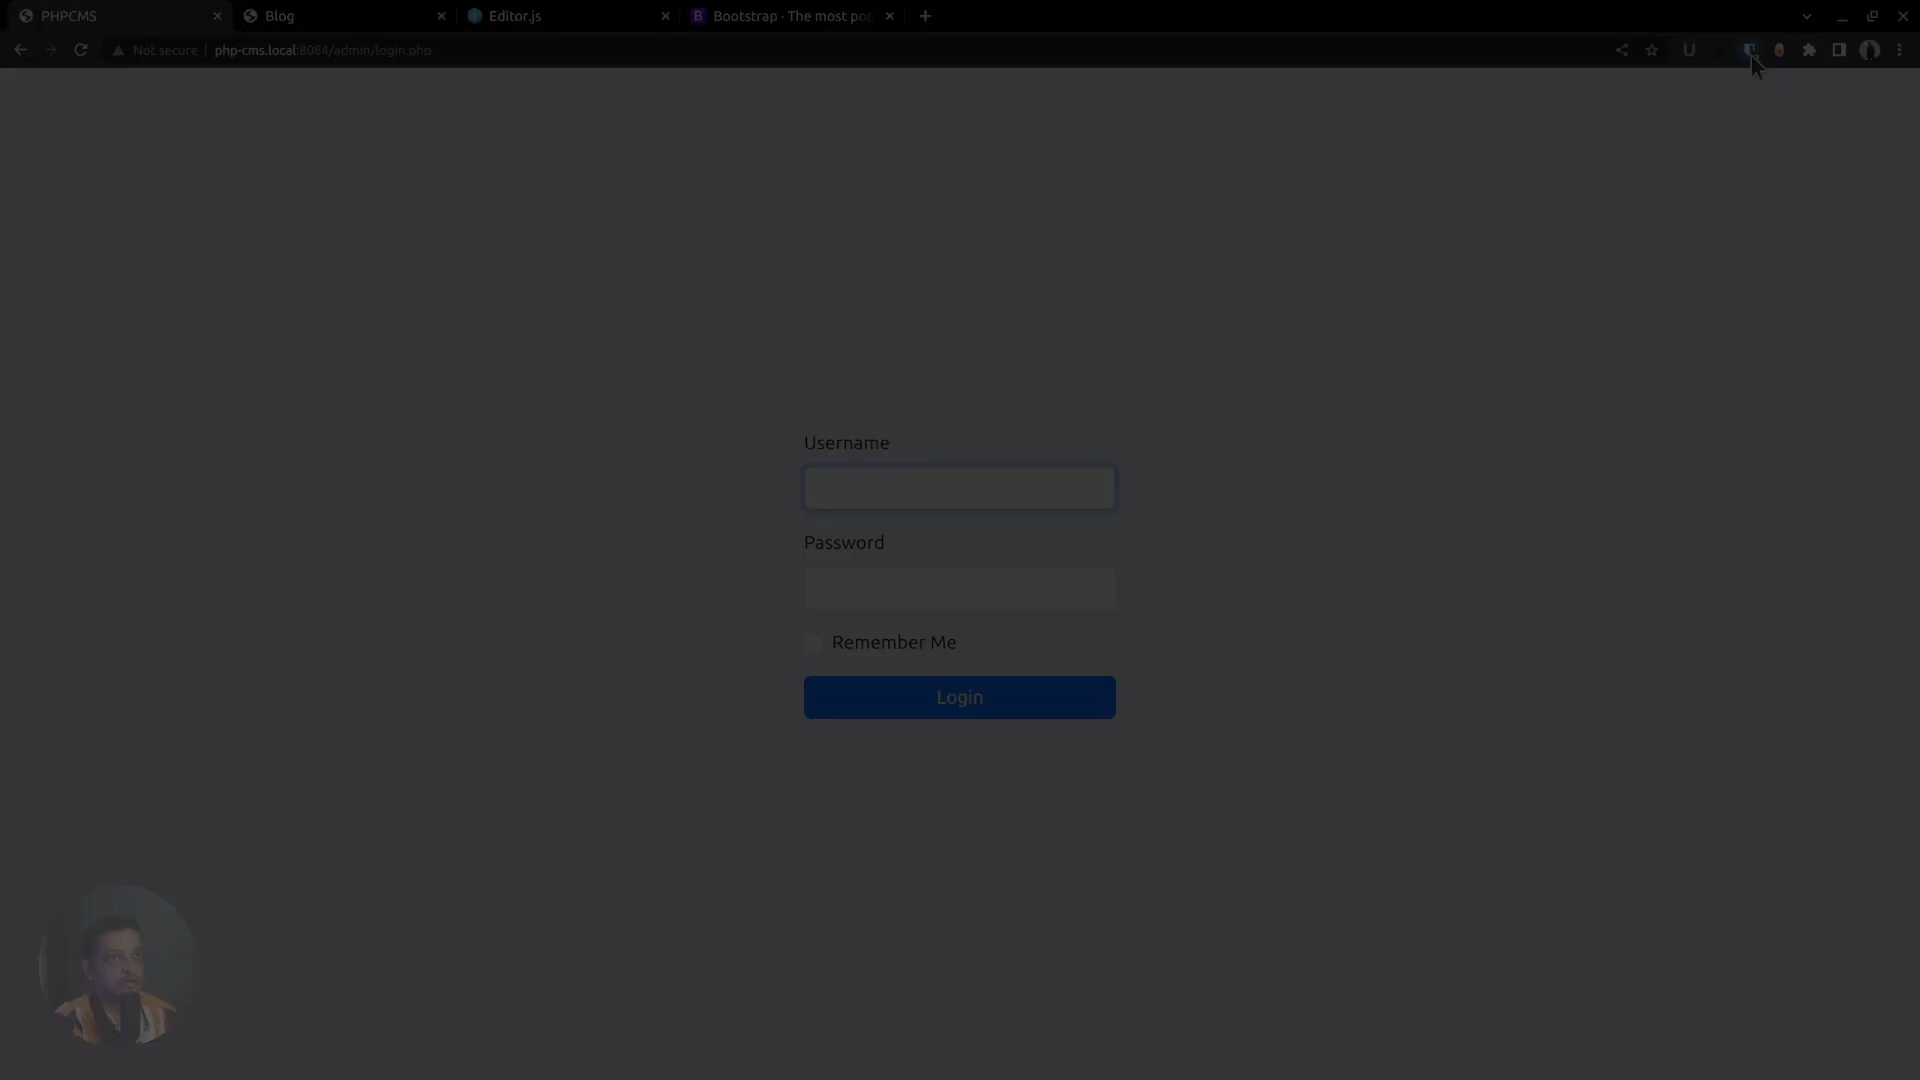 PHPCMS
Blog
Editor.js
Bootstrap · The most pop
Not secure
php-cms.local:8084/admin/login.php
U
Username
Password
Remember Me
Login